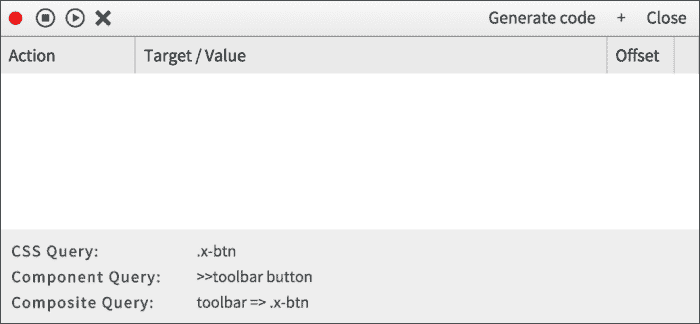 Generate code + Close
Action Target / Value Offset
CSS Query: .x-btn
Component Query: >>toolbar button
Composite Query: toolbar => .x-btn